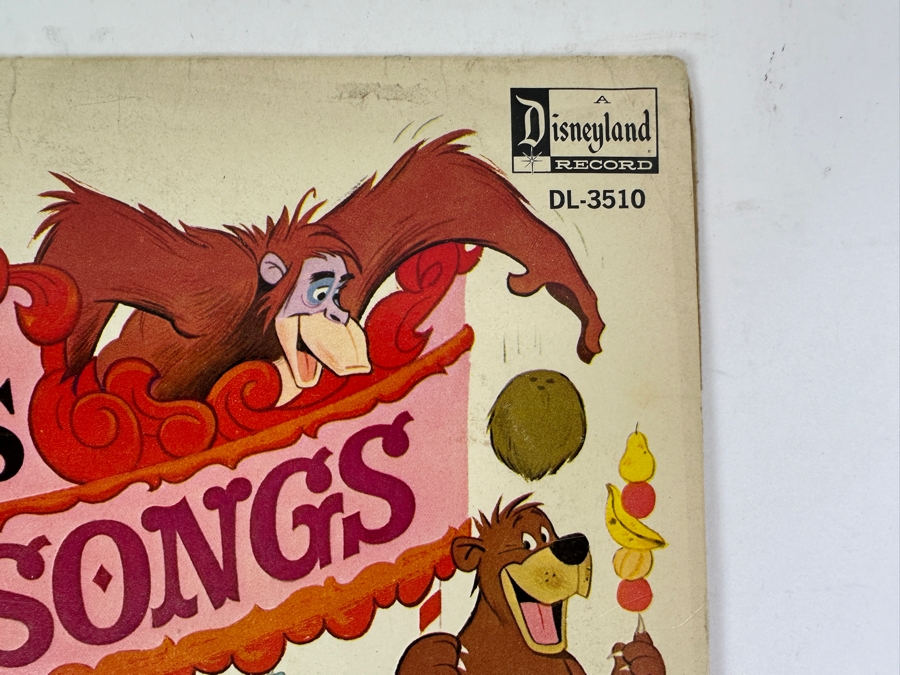 A
Disneyland
RECORD
DL-3510
S
SONGS